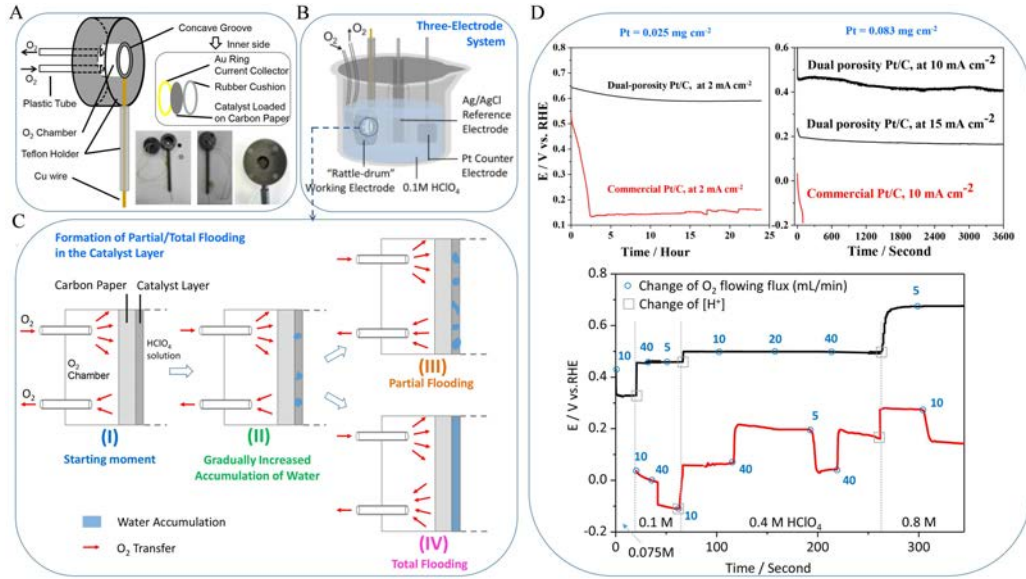 A
Concave Groove
O₂
Inner side
Au Ring
Current Collector
O₂
Rubber Cushion
Plastic Tube
Catalyst Loaded
on Carbon Paper
O₂ Chamber
Teflon Holder
Cu wire
B
Three-Electrode
System
O₂
O₂
Ag/AgCl
Reference
Electrode
Pt Counter
Electrode
"Rattle-drum"
Working Electrode
0.1M HClO₄
C
Formation of Partial/Total Flooding
in the Catalyst Layer
Carbon Paper
Catalyst Layer
O₂
HClO₄
solution
O₂
Chamber
O₂
(I)
Starting moment
(II)
Gradually Increased
Accumulation of Water
(III)
Partial Flooding
(IV)
Total Flooding
Water Accumulation
O₂ Transfer
D
Pt = 0.025 mg cm⁻²
E / V vs. RHE
0.9
0.8
0.7
0.6
0.5
0.4
0.3
0.2
0.1
Dual-porosity Pt/C, at 2 mA cm⁻²
Commercial Pt/C, at 2 mA cm⁻²
0 5 10 15 20 25
Time / Hour
Pt = 0.083 mg cm⁻²
0.6
0.4
0.2
0.0
Dual porosity Pt/C at 10 mA cm⁻²
Dual porosity Pt/C, at 15 mA cm⁻²
Commercial Pt/C, 10 mA cm⁻²
0 600 1200 1800 2400 3000 3600
Time / Second
E / V vs.RHE
0.8
0.6
0.4
0.2
0.0
-0.2
Change of O₂ flowing flux (mL/min)
Change of [H⁺]
10 40 5 10 20 40 5
10 40 10 40 5 40 10
0.1 M
0.4 M HClO₄
0.8 M
0.075M
100 200 300
Time / Second